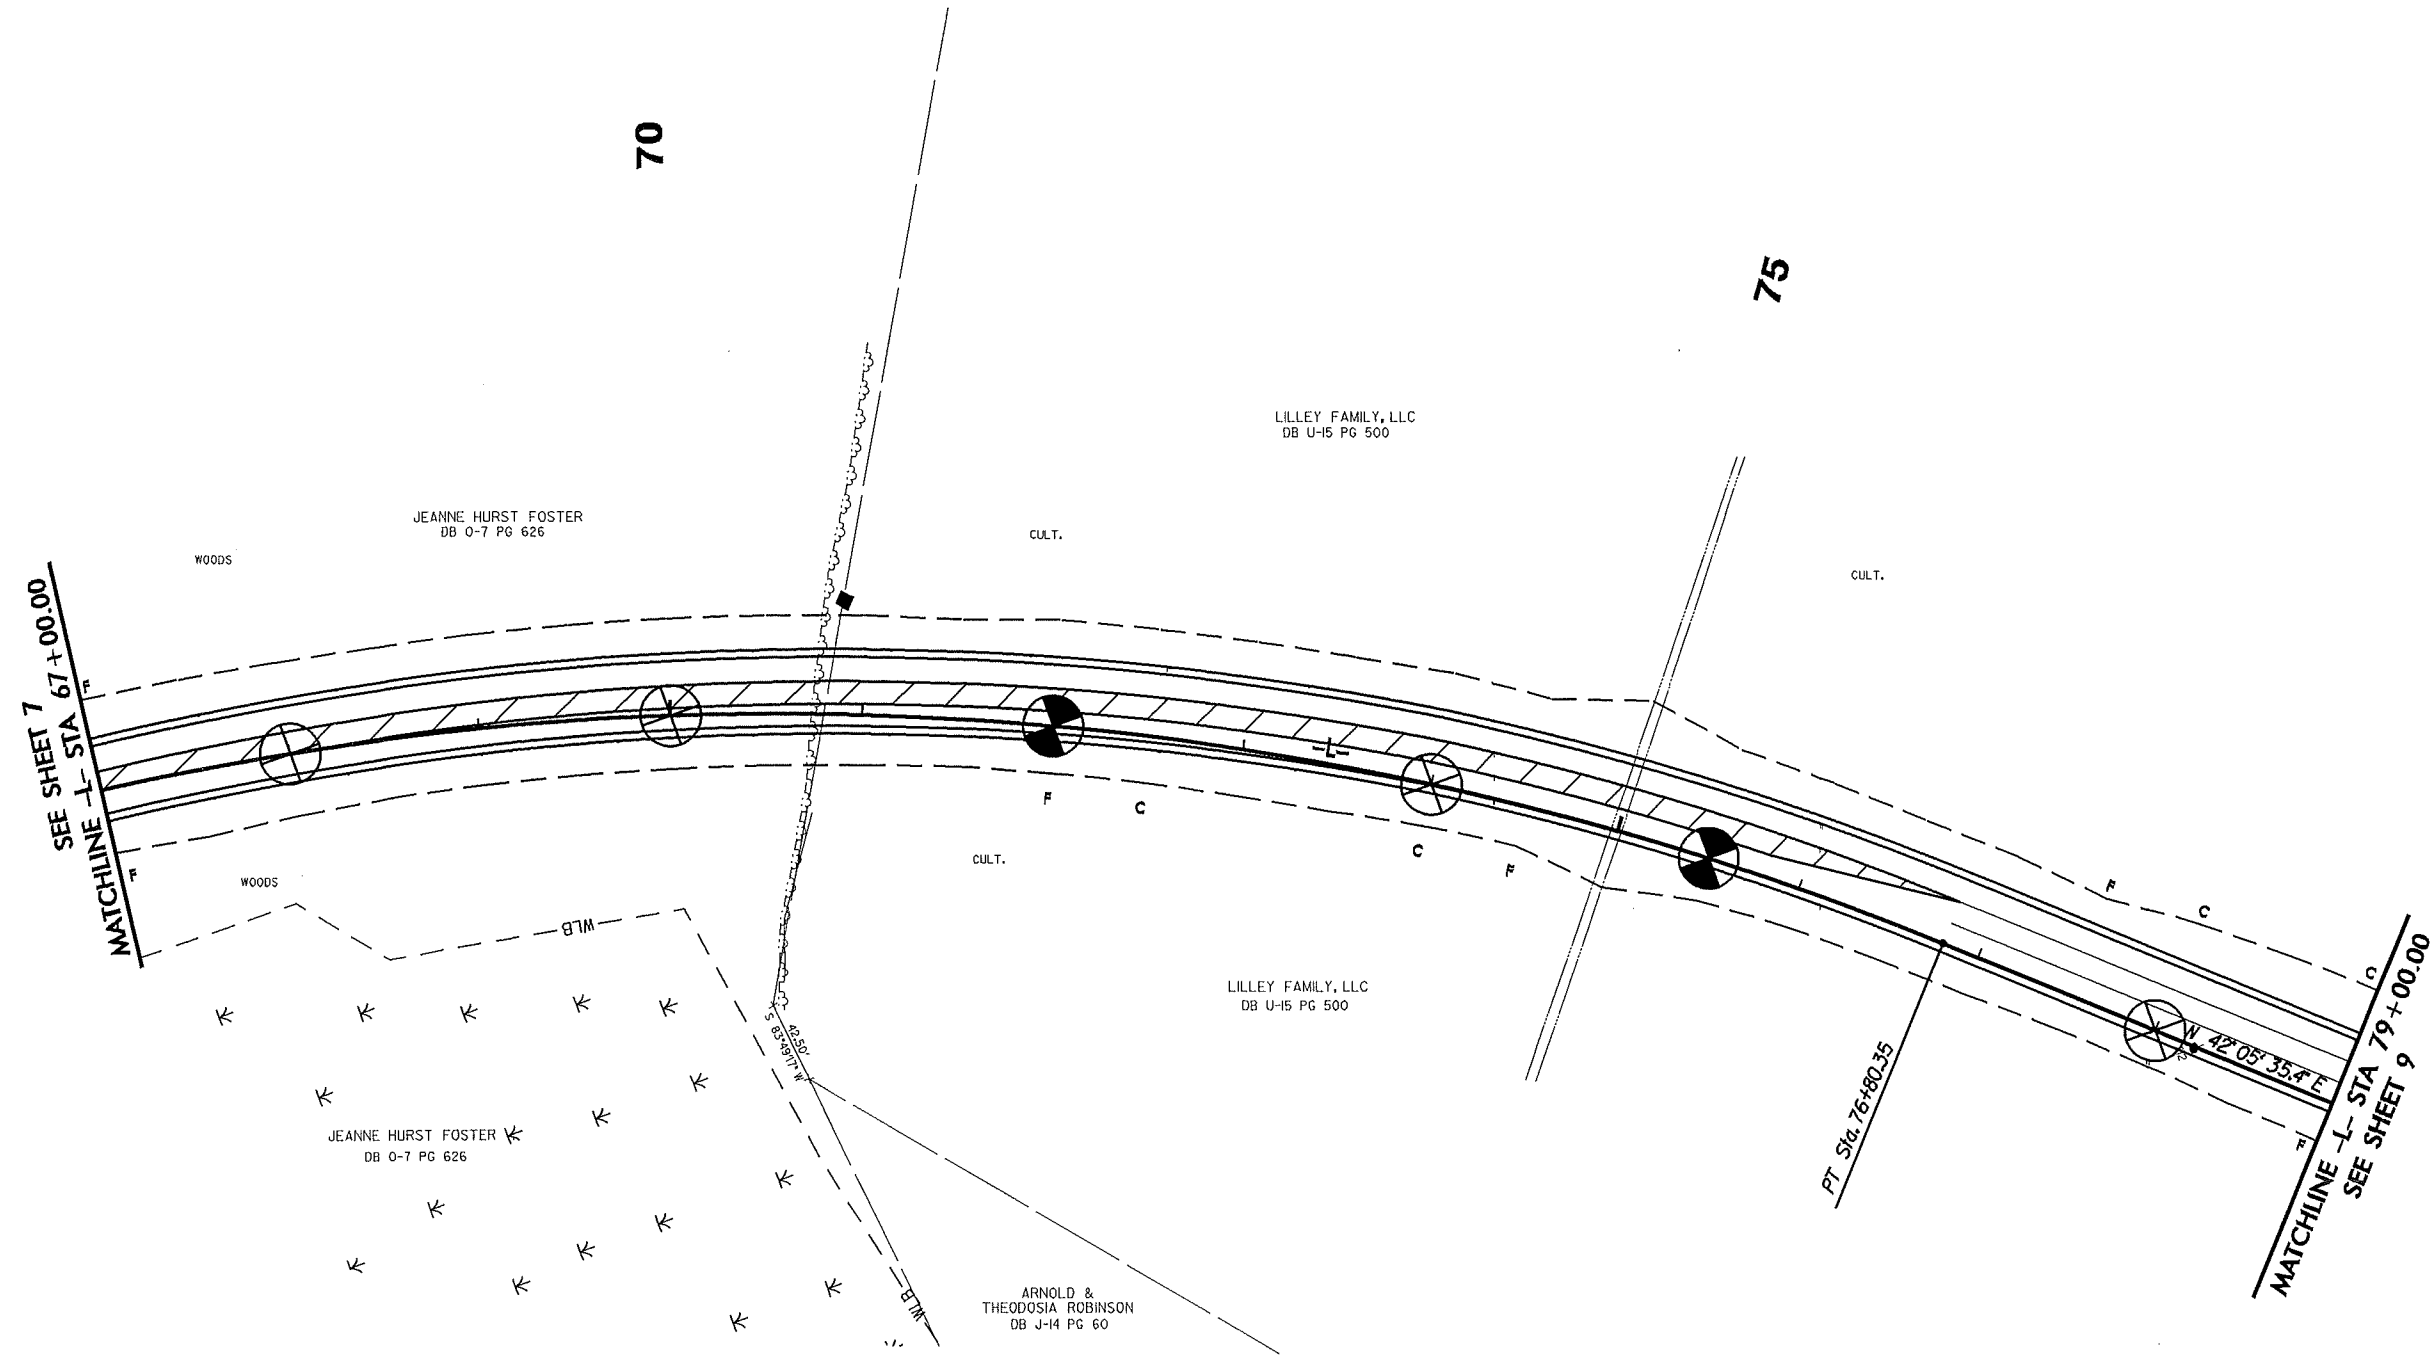 70
75
LILLEY FAMILY, LLC
DB U-15 PG 500
JEANNE HURST FOSTER
DB O-7 PG 626
WOODS
CULT.
CULT.
SEE SHEET 7
MATCHLINE -L- STA 67+00.00
F
F
-L-
F
C
C
F
F
C
C
F
CULT.
WOODS
WLB
LILLEY FAMILY, LLC
DB U-15 PG 500
42.50'
S 83°49'17" W
PT Sta. 76+80.35
N 42° 05' 35.4" E
MATCHLINE -L- STA 79+00.00
SEE SHEET 9
JEANNE HURST FOSTER
DB O-7 PG 626
WLB
ARNOLD &
THEODOSIA ROBINSON
DB J-14 PG 60